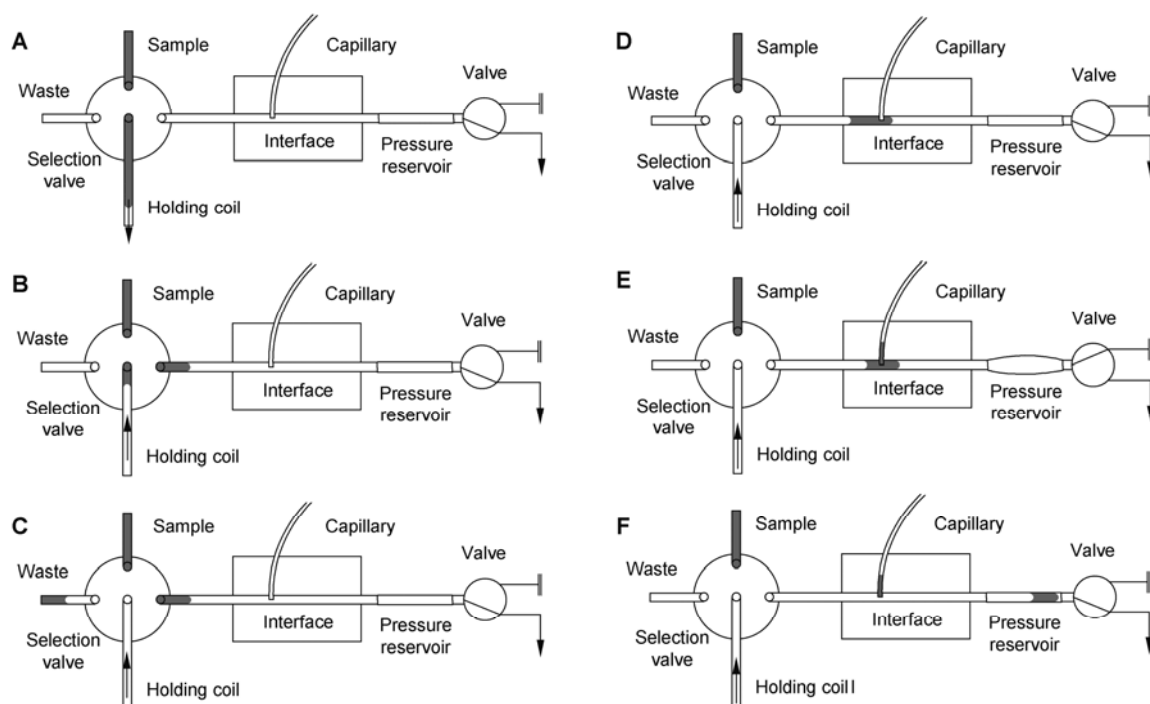 A
Sample
Capillary
Valve
Waste
Interface
Pressure
reservoir
Selection
valve
Holding coil
B
Sample
Capillary
Valve
Waste
Interface
Pressure
reservoir
Selection
valve
Holding coil
C
Sample
Capillary
Valve
Waste
Interface
Pressure
reservoir
Selection
valve
Holding coil
D
Sample
Capillary
Valve
Waste
Interface
Pressure
reservoir
Selection
valve
Holding coil
E
Sample
Capillary
Valve
Waste
Interface
Pressure
reservoir
Selection
valve
Holding coil
F
Sample
Capillary
Valve
Waste
Interface
Pressure
reservoir
Selection
valve
Holding coil l